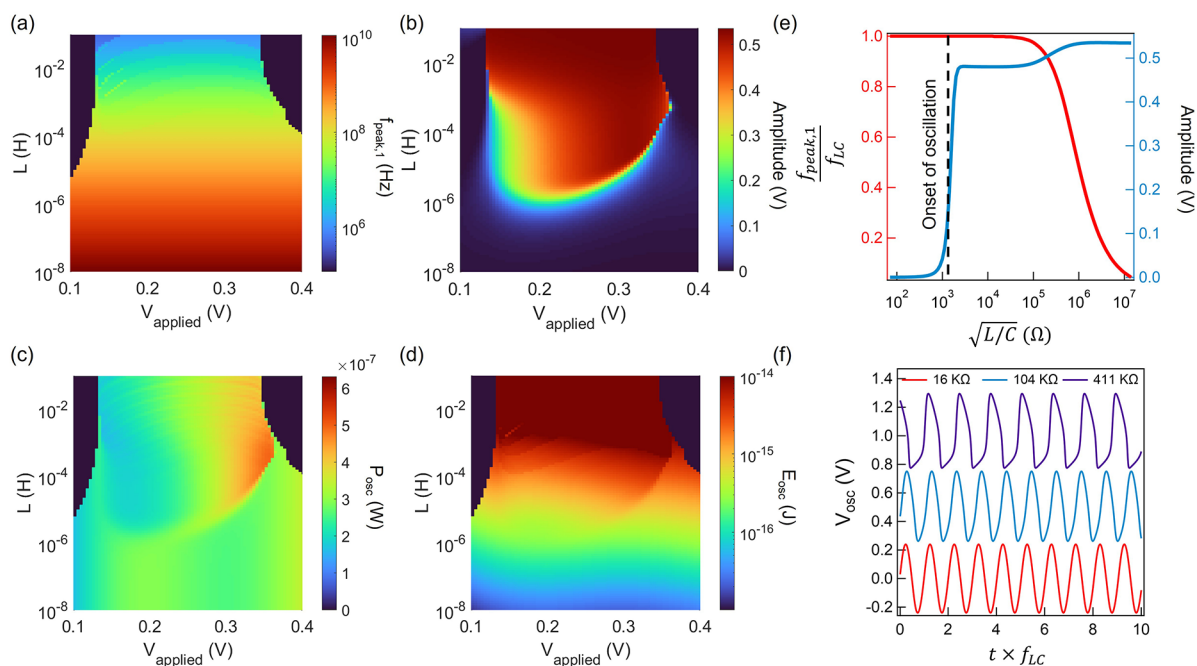 (a)
10^-2
10^-4
10^-6
10^-8
L (H)
0.1 0.2 0.3 0.4
V_applied (V)
10^10
10^8
10^6
f_peak,1 (Hz)
(b)
10^-2
10^-4
10^-6
10^-8
L (H)
0.1 0.2 0.3 0.4
V_applied (V)
0.5
0.4
0.3
0.2
0.1
0
Amplitude (V)
(e)
1.0
0.8
0.6
0.4
0.2
f_peak,1
f_LC
Onset of oscillation
0.5
0.4
0.3
0.2
0.1
0.0
Amplitude (V)
10^2 10^3 10^4 10^5 10^6 10^7
√L/C (Ω)
(c)
10^-2
10^-4
10^-6
10^-8
L (H)
0.1 0.2 0.3 0.4
V_applied (V)
×10^-7
6
5
4
3
2
1
0
P_osc (W)
(d)
10^-2
10^-4
10^-6
10^-8
L (H)
0.1 0.2 0.3 0.4
V_applied (V)
10^-14
10^-15
10^-16
E_osc (J)
(f)
16 KΩ 104 KΩ 411 KΩ
1.4
1.2
1.0
0.8
0.6
0.4
0.2
0.0
-0.2
V_osc (V)
0 2 4 6 8 10
t × f_LC